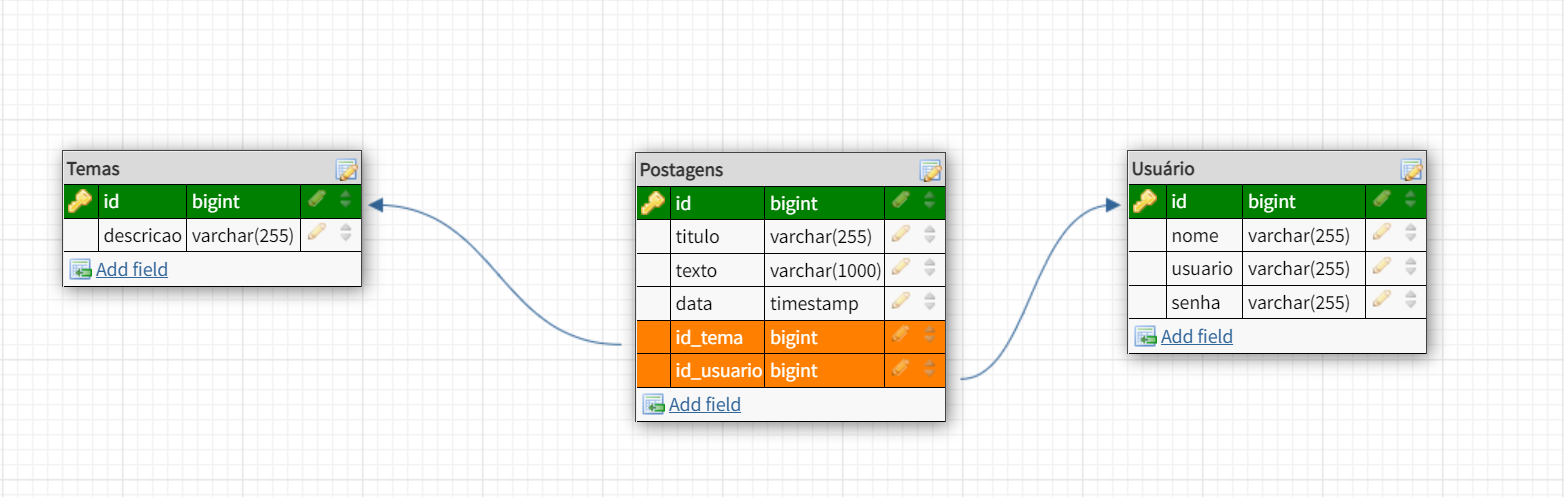 Temas
id bigint
descricao varchar(255)
Add field
Postagens
id bigint
titulo varchar(255)
texto varchar(1000)
data timestamp
id_tema bigint
id_usuario bigint
Add field
Usuário
id bigint
nome varchar(255)
usuario varchar(255)
senha varchar(255)
Add field